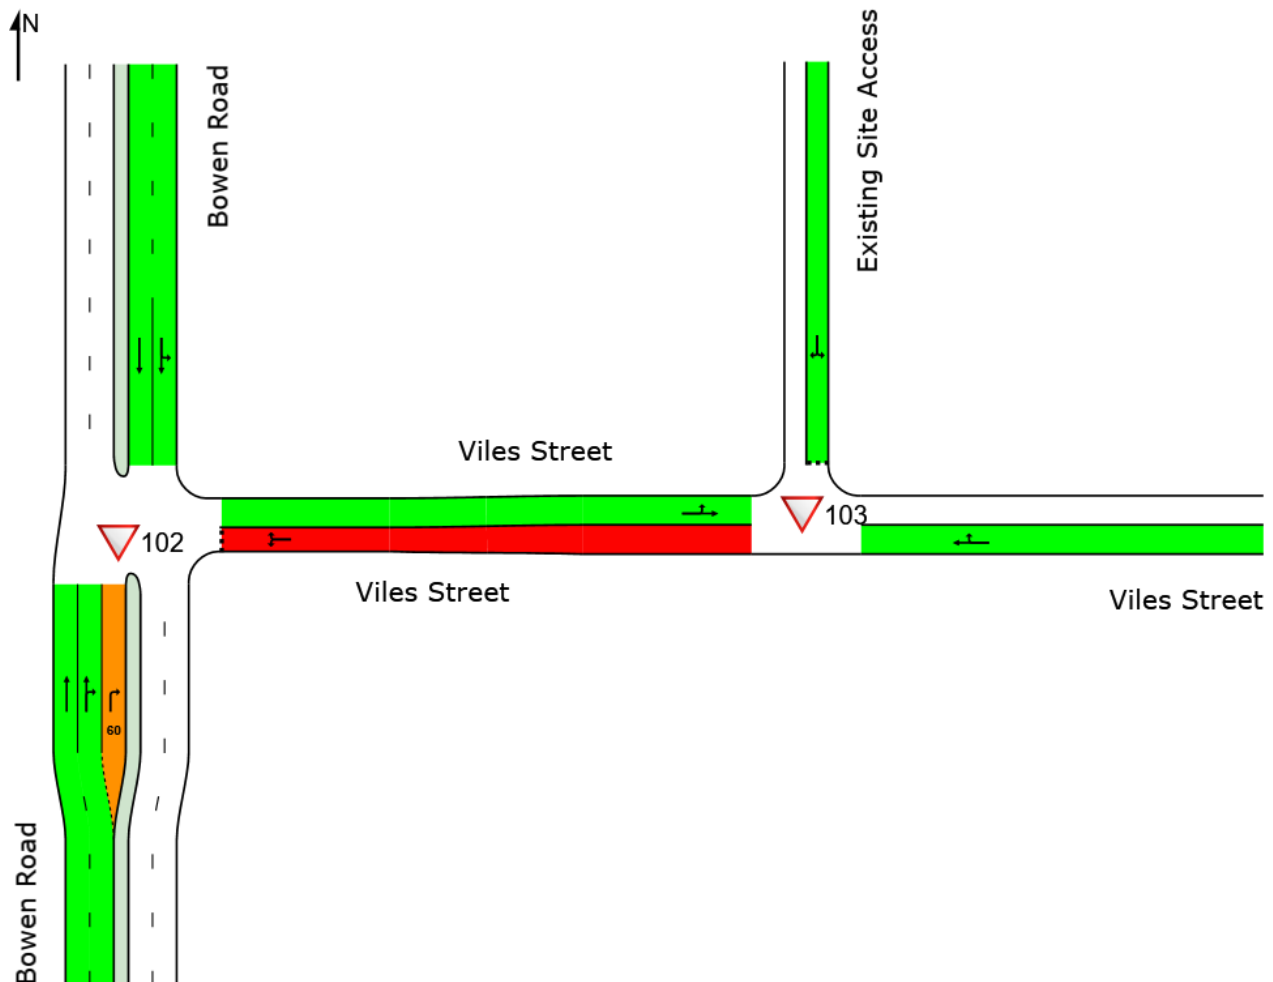 N
Bowen Road
Existing Site Access
Viles Street
103
102
Viles Street
Viles Street
60
Bowen Road